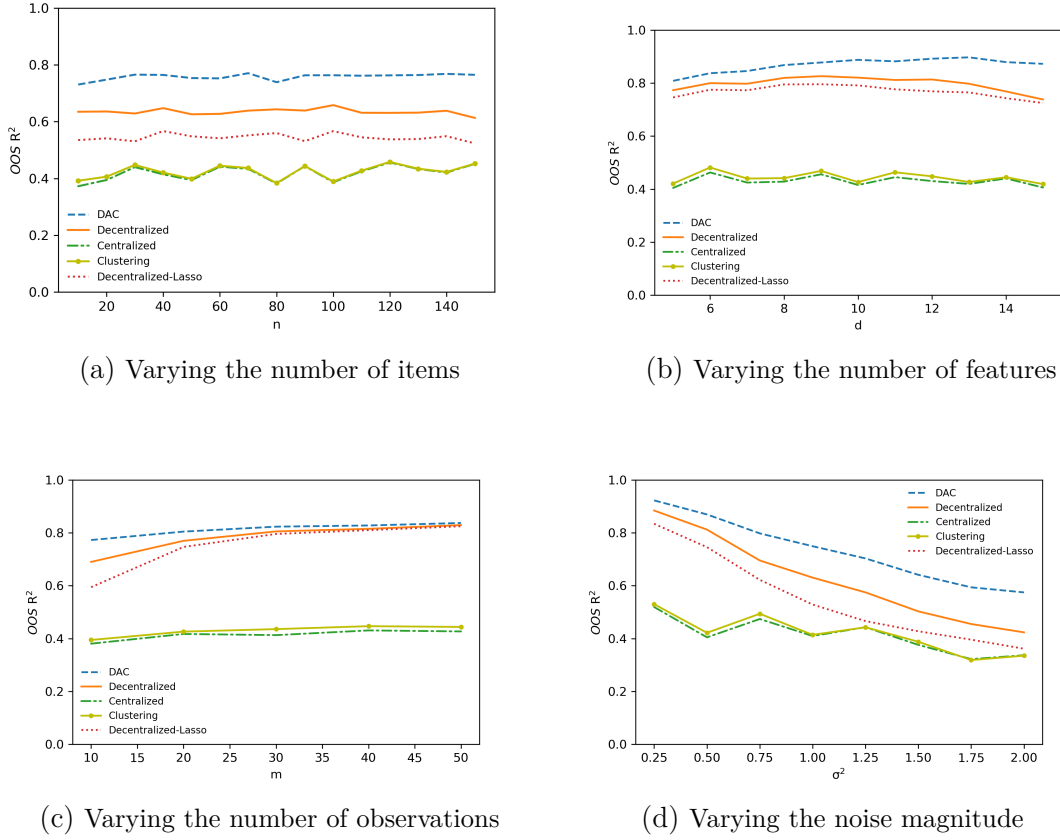 1.0
0.8
0.6
0.4
0.2
0.0
OOS R²
DAC
Decentralized
Centralized
Clustering
Decentralized-Lasso
20 40 60 80 100 120 140
n
(a) Varying the number of items
1.0
0.8
0.6
0.4
0.2
0.0
OOS R²
DAC
Decentralized
Centralized
Clustering
Decentralized-Lasso
6 8 10 12 14
d
(b) Varying the number of features
1.0
0.8
0.6
0.4
0.2
0.0
OOS R²
DAC
Decentralized
Centralized
Clustering
Decentralized-Lasso
10 15 20 25 30 35 40 45 50
m
(c) Varying the number of observations
1.0
0.8
0.6
0.4
0.2
0.0
OOS R²
DAC
Decentralized
Centralized
Clustering
Decentralized-Lasso
0.25 0.50 0.75 1.00 1.25 1.50 1.75 2.00
σ²
(d) Varying the noise magnitude